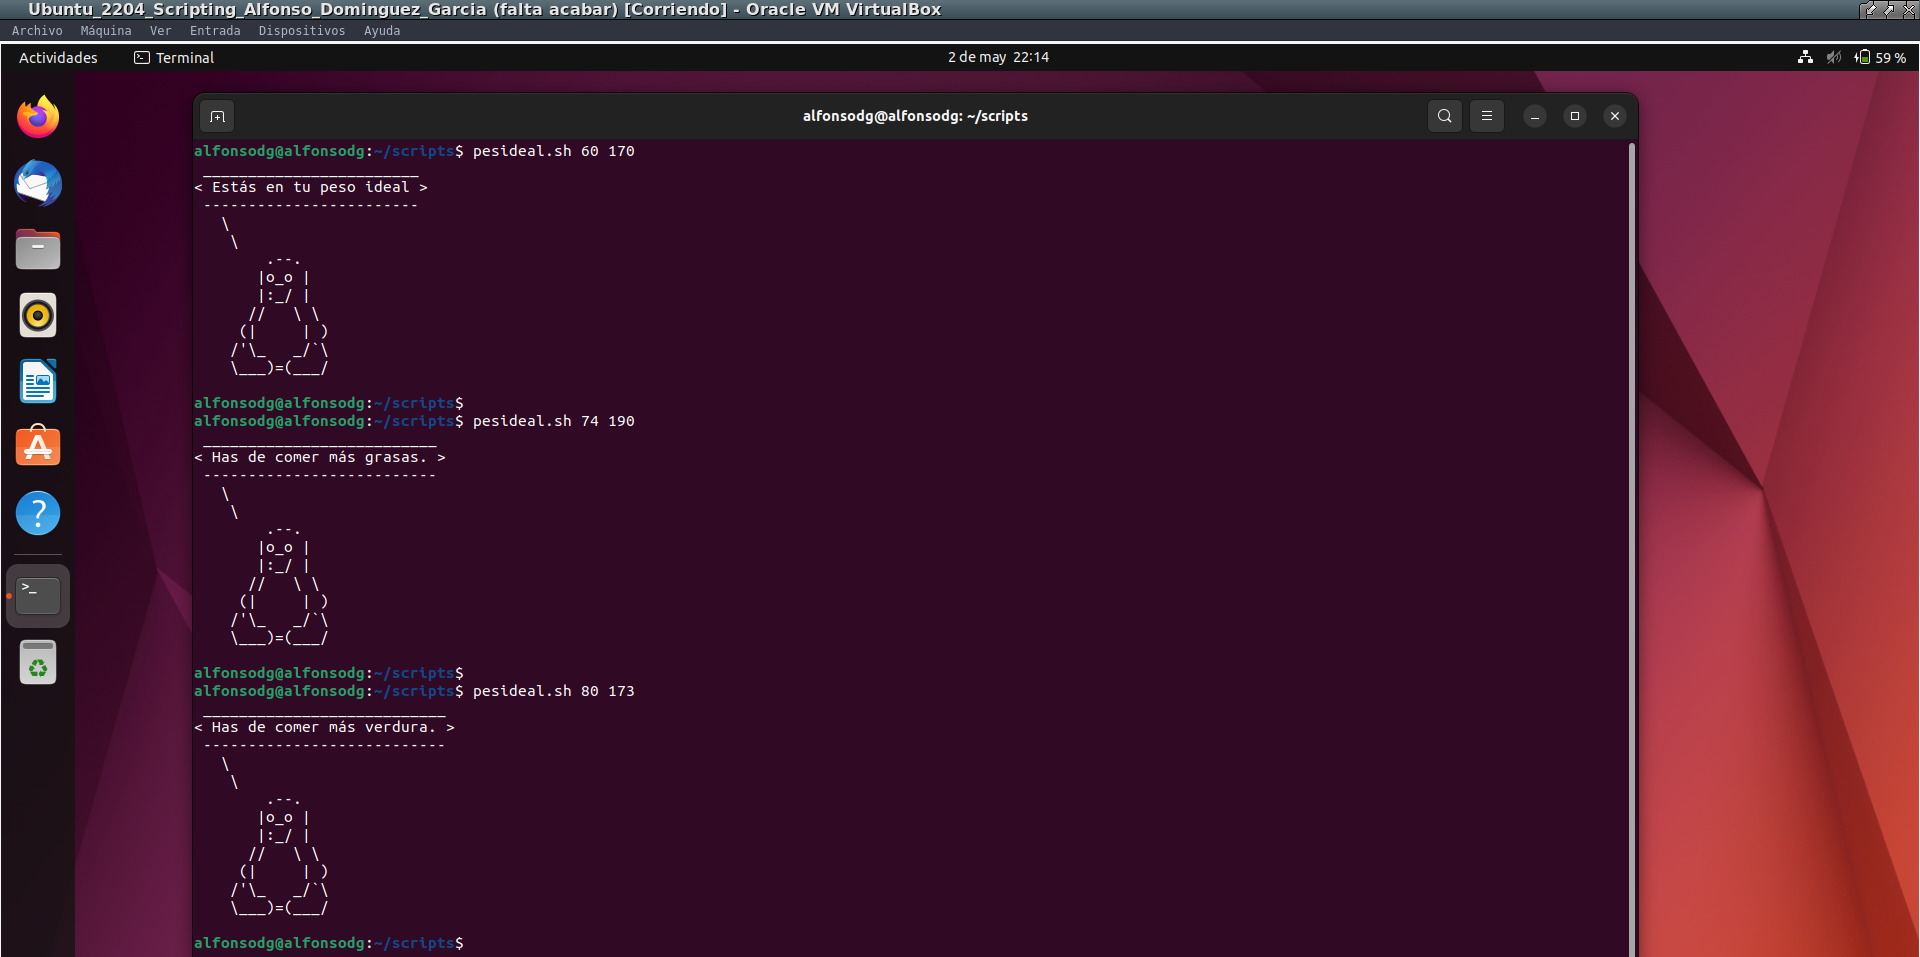 Ubuntu_2204_Scripting_Alfonso_Dominguez_Garcia (falta acabar) [Corriendo] - Oracle VM VirtualBox
Archivo Máquina Ver Entrada Dispositivos Ayuda
Actividades Terminal 2 de may 22:14 59 %
alfonsodg@alfonsodg: ~/scripts
alfonsodg@alfonsodg:~/scripts$ pesideal.sh 60 170
 ________________________
< Estás en tu peso ideal >
 ------------------------
   \
    \
        .--.
       |o_o |
       |:_/ |
      //   \ \
     (|     | )
    /'\_   _/`\
    \___)=(___/
alfonsodg@alfonsodg:~/scripts$
alfonsodg@alfonsodg:~/scripts$ pesideal.sh 74 190
 __________________________
< Has de comer más grasas. >
 --------------------------
   \
    \
        .--.
       |o_o |
       |:_/ |
      //   \ \
     (|     | )
    /'\_   _/`\
    \___)=(___/
alfonsodg@alfonsodg:~/scripts$
alfonsodg@alfonsodg:~/scripts$ pesideal.sh 80 173
 ___________________________
< Has de comer más verdura. >
 ---------------------------
   \
    \
        .--.
       |o_o |
       |:_/ |
      //   \ \
     (|     | )
    /'\_   _/`\
    \___)=(___/
alfonsodg@alfonsodg:~/scripts$